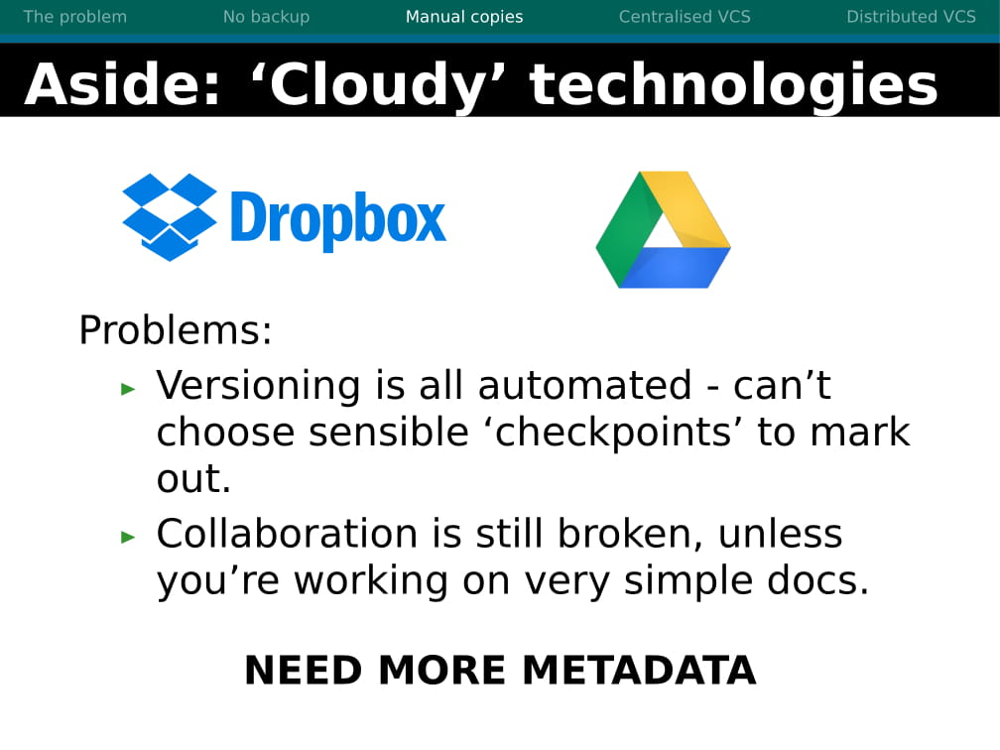 The problem No backup Manual copies Centralised VCS Distributed VCS
Aside: ‘Cloudy’ technologies
Dropbox
Problems:
► Versioning is all automated - can’t
choose sensible ‘checkpoints’ to mark
out.
► Collaboration is still broken, unless
you’re working on very simple docs.
NEED MORE METADATA